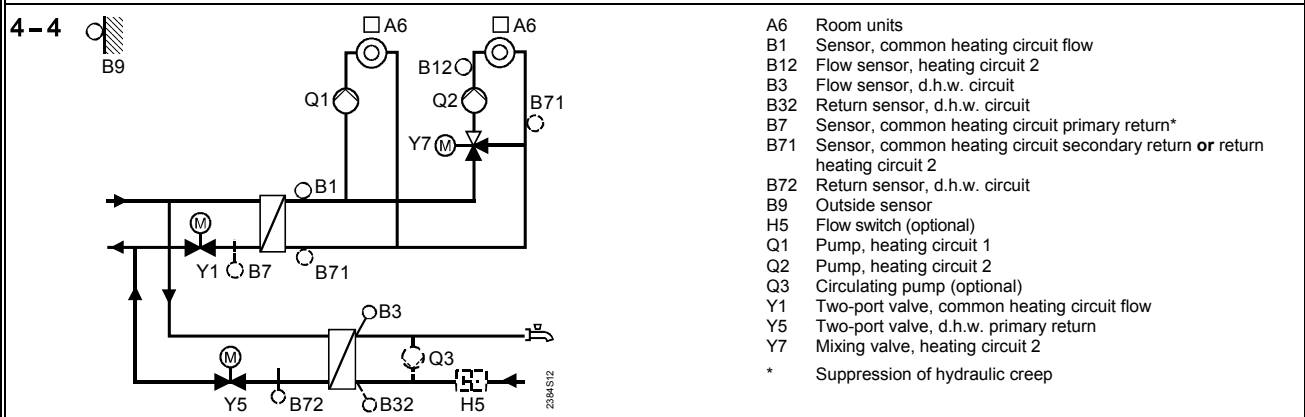 4–4
B9
A6
A6
B12
Q1
Q2
B71
Y7
M
B1
M
Y1
B7
B71
B3
M
Q3
Y5
B72
B32
H5
2384S12
A6 Room units
B1 Sensor, common heating circuit flow
B12 Flow sensor, heating circuit 2
B3 Flow sensor, d.h.w. circuit
B32 Return sensor, d.h.w. circuit
B7 Sensor, common heating circuit primary return*
B71 Sensor, common heating circuit secondary return or return
heating circuit 2
B72 Return sensor, d.h.w. circuit
B9 Outside sensor
H5 Flow switch (optional)
Q1 Pump, heating circuit 1
Q2 Pump, heating circuit 2
Q3 Circulating pump (optional)
Y1 Two-port valve, common heating circuit flow
Y5 Two-port valve, d.h.w. primary return
Y7 Mixing valve, heating circuit 2
* Suppression of hydraulic creep